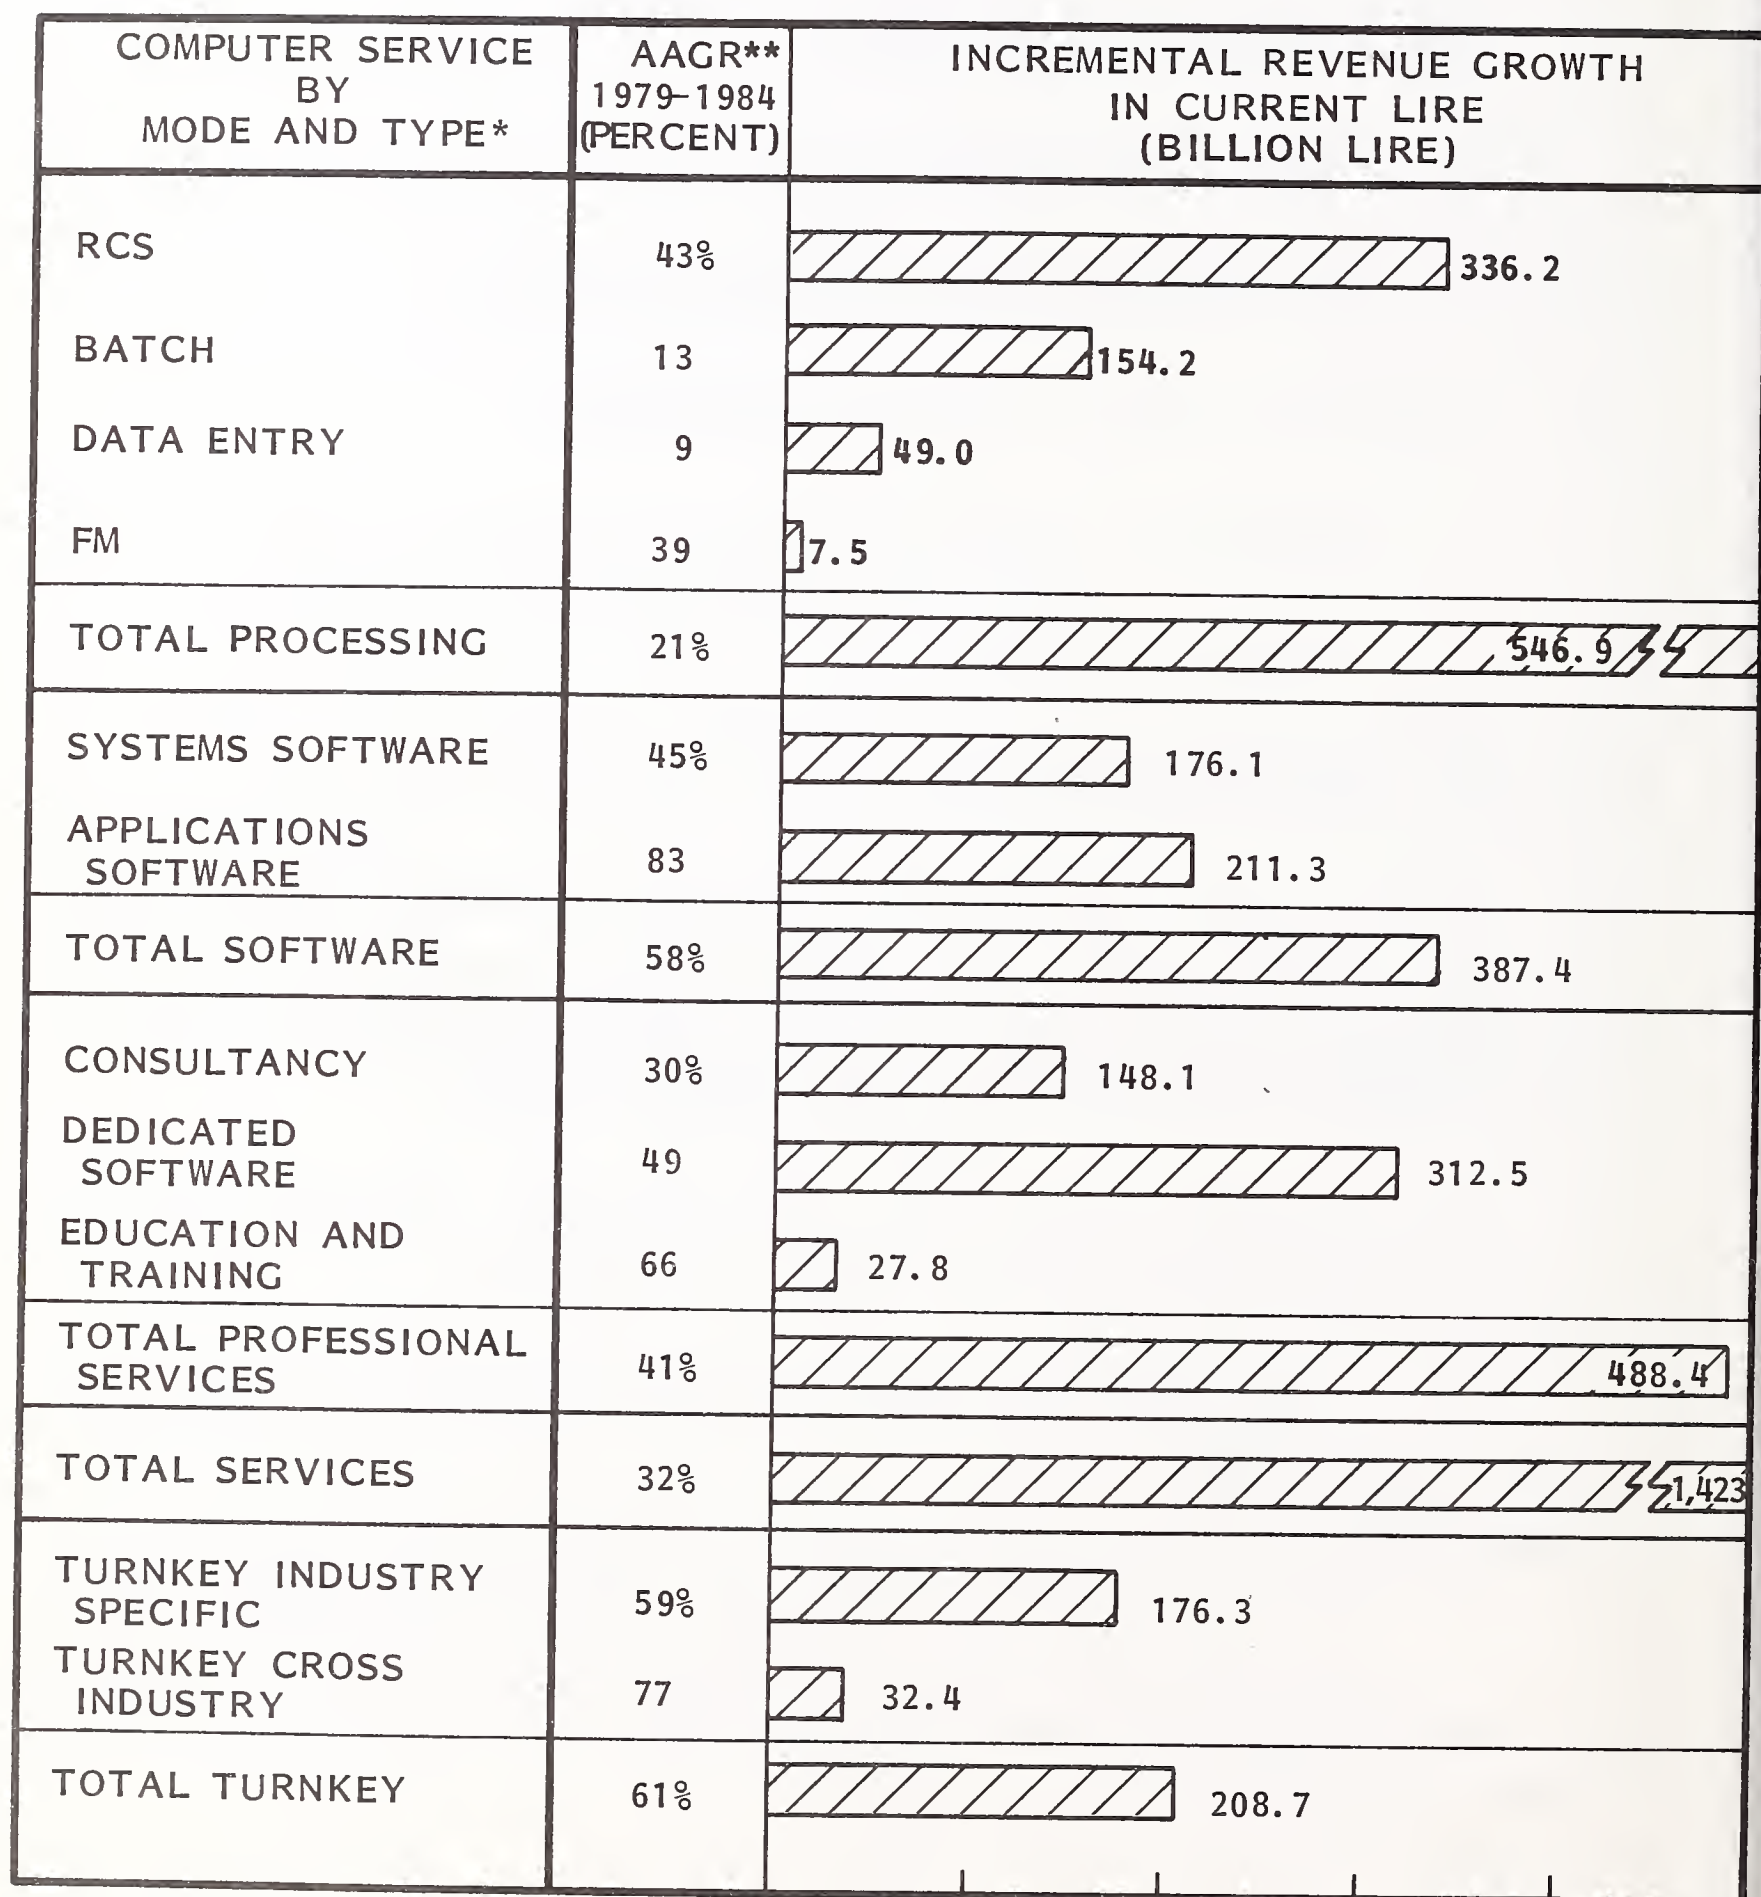 COMPUTER SERVICE
BY
MODE AND TYPE*
AAGR**
1979-1984
(PERCENT)
INCREMENTAL REVENUE GROWTH
IN CURRENT LIRE
(BILLION LIRE)
RCS 43% 336.2
BATCH 13 154.2
DATA ENTRY 9 49.0
FM 39 7.5
TOTAL PROCESSING 21% 546.9
SYSTEMS SOFTWARE 45% 176.1
APPLICATIONS
SOFTWARE 83 211.3
TOTAL SOFTWARE 58% 387.4
CONSULTANCY 30% 148.1
DEDICATED
SOFTWARE 49 312.5
EDUCATION AND
TRAINING 66 27.8
TOTAL PROFESSIONAL
SERVICES 41% 488.4
TOTAL SERVICES 32% 1,423
TURNKEY INDUSTRY
SPECIFIC 59% 176.3
TURNKEY CROSS
INDUSTRY 77 32.4
TOTAL TURNKEY 61% 208.7